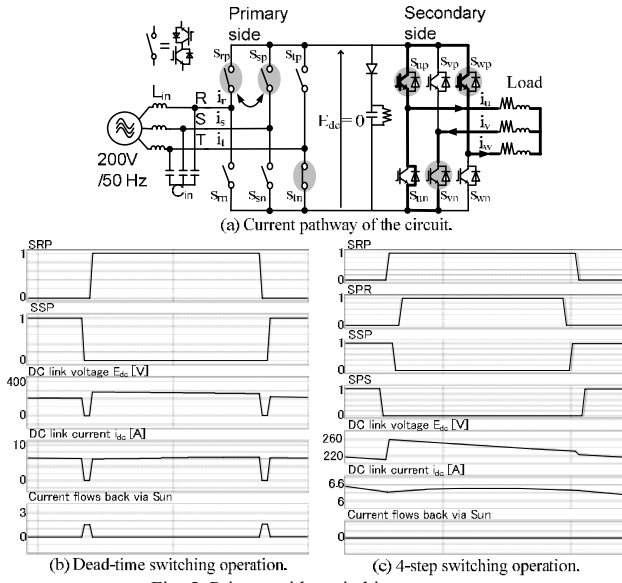 Primary side
Secondary side
Srp
Ssp
Stp
Sup
Svp
Swp
Load
Lin
R
ir
S
is
T
it
Edc=0
iu
iv
iw
200V
/50 Hz
Cin
Srn
Ssn
Stn
Sun
Svn
Swn
(a) Current pathway of the circuit.
SRP
1
0
SSP
1
0
DC link voltage Edc [V]
400
0
DC link current idc [A]
10
0
Current flows back via Sun
3
0
(b) Dead-time switching operation.
SRP
1
0
SPR
1
0
SSP
1
0
SPS
1
0
DC link voltage Edc [V]
260
220
DC link current idc [A]
6.6
6
Current flows back via Sun
0
(c) 4-step switching operation.